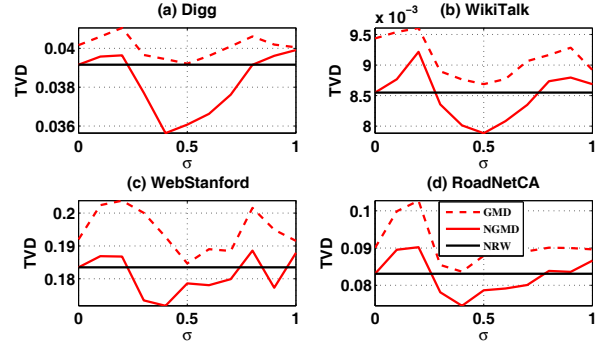 (a) Digg
TVD
0.04
0.038
0.036
0
0.5
1
σ
(b) WikiTalk
x 10⁻³
TVD
9.5
9
8.5
8
0
0.5
1
σ
(c) WebStanford
TVD
0.2
0.19
0.18
0
0.5
1
σ
(d) RoadNetCA
TVD
0.1
0.09
0.08
0
0.5
1
σ
GMD
NGMD
NRW